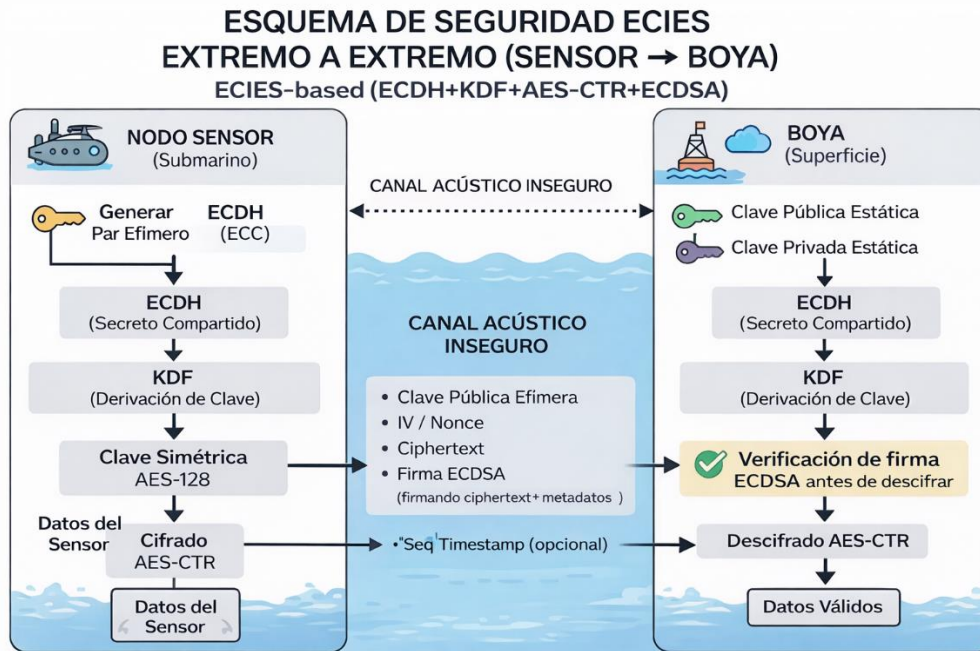 ESQUEMA DE SEGURIDAD ECIES
EXTREMO A EXTREMO (SENSOR → BOYA)
ECIES-based (ECDH+KDF+AES-CTR+ECDSA)
NODO SENSOR
(Submarino)
Generar
Par Efimero
ECDH
(ECC)
ECDH
(Secreto Compartido)
KDF
(Derivación de Clave)
Clave Simétrica
AES-128
Datos del
Sensor
Cifrado
AES-CTR
Datos del
Sensor
CANAL ACÚSTICO INSEGURO
CANAL ACÚSTICO
INSEGURO
• Clave Pública Efimera
• IV / Nonce
• Ciphertext
• Firma ECDSA
(firmando ciphertext+ metadatos )
•"Seq' Timestamp (opcional)
BOYA
(Superficie)
Clave Pública Estática
Clave Privada Estática
ECDH
(Secreto Compartido)
KDF
(Derivación de Clave)
Verificación de firma
ECDSA antes de descifrar
Descifrado AES-CTR
Datos Válidos